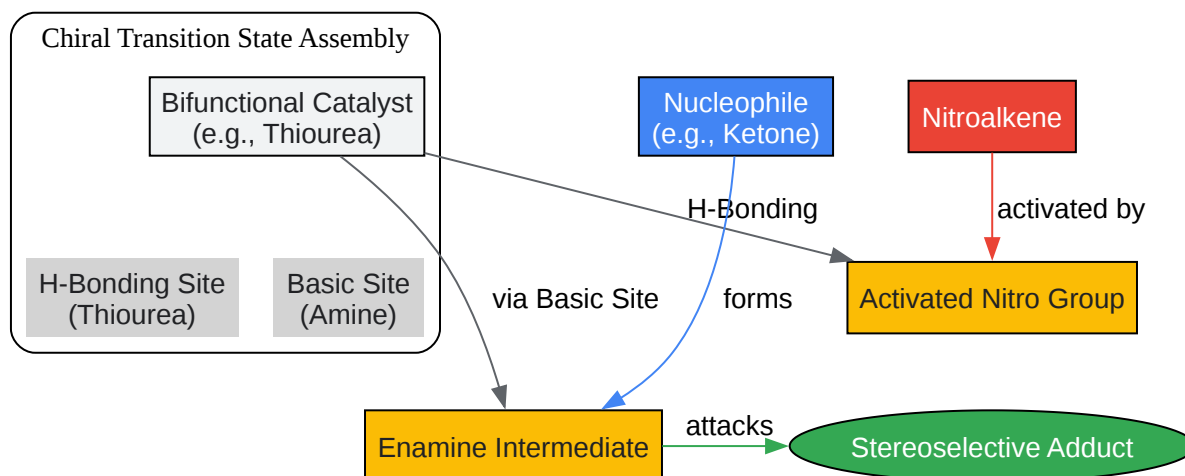 Chiral Transition State Assembly
Bifunctional Catalyst
(e.g., Thiourea)
Nucleophile
(e.g., Ketone)
Nitroalkene
H-Bonding
activated by
H-Bonding Site
(Thiourea)
Basic Site
(Amine)
via Basic Site
forms
Activated Nitro Group
Enamine Intermediate
attacks
Stereoselective Adduct